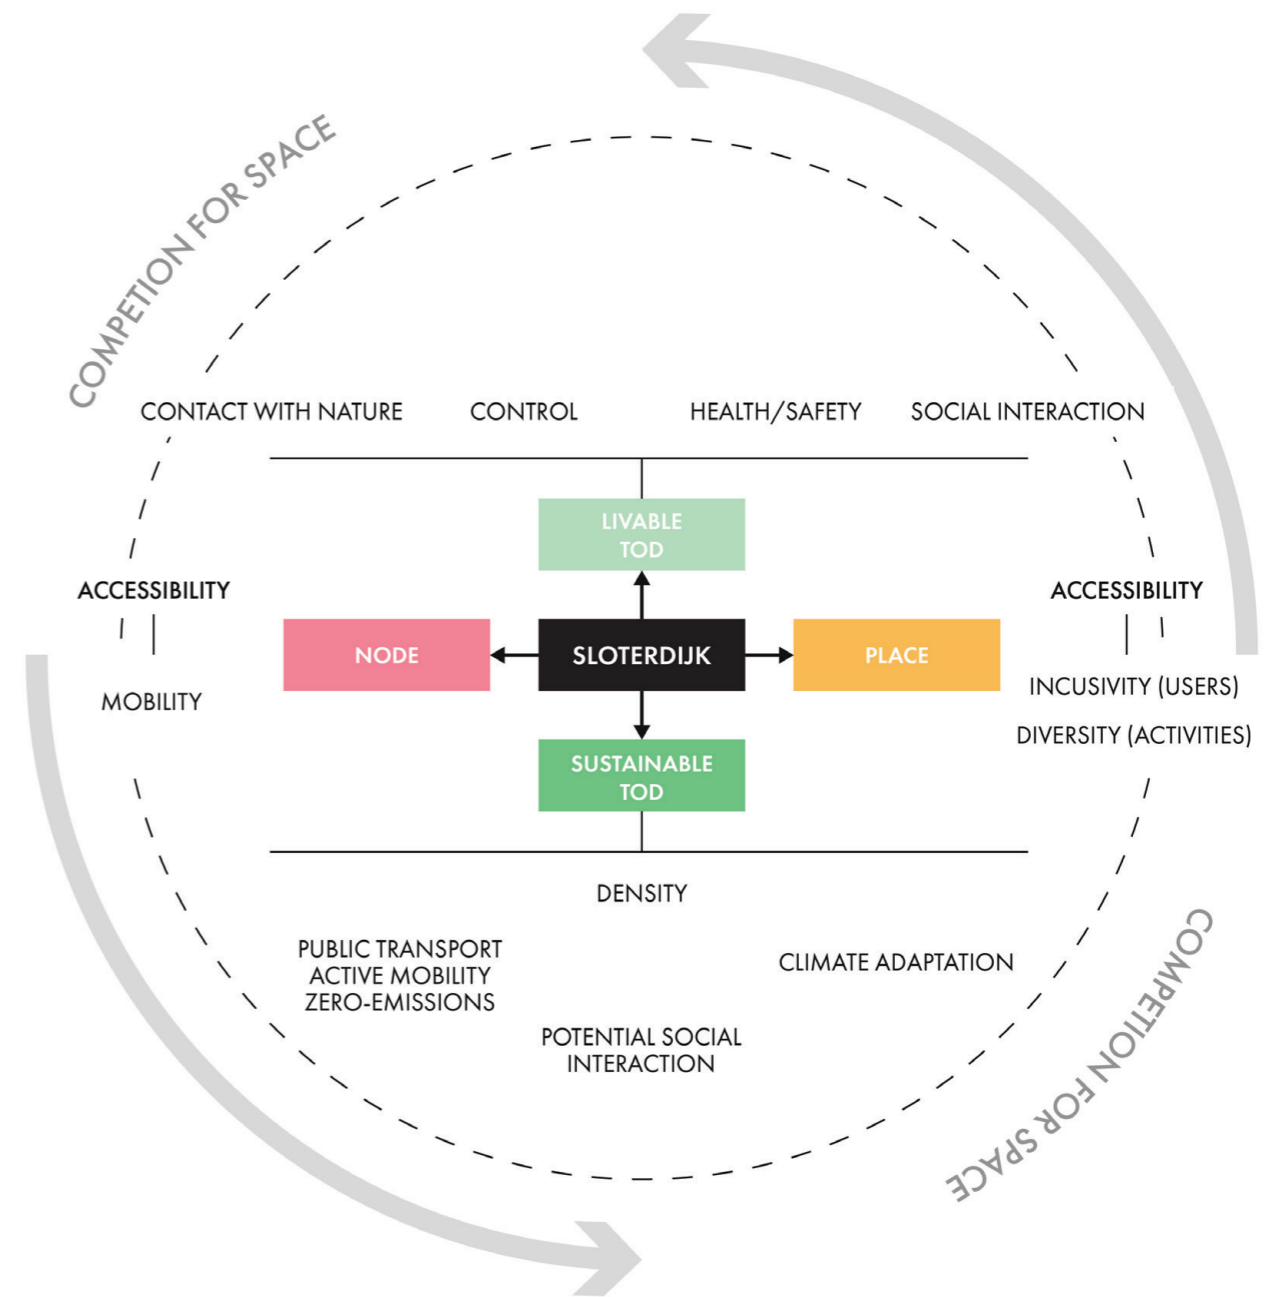 COMPETION FOR SPACE
CONTACT WITH NATURE
CONTROL
HEALTH/SAFETY
SOCIAL INTERACTION
LIVABLE
TOD
ACCESSIBILITY
ACCESSIBILITY
NODE
SLOTERDIJK
PLACE
MOBILITY
INCUSIVITY (USERS)
DIVERSITY (ACTIVITIES)
SUSTAINABLE
TOD
DENSITY
PUBLIC TRANSPORT
ACTIVE MOBILITY
ZERO-EMISSIONS
CLIMATE ADAPTATION
POTENTIAL SOCIAL
INTERACTION
COMPETION FOR SPACE